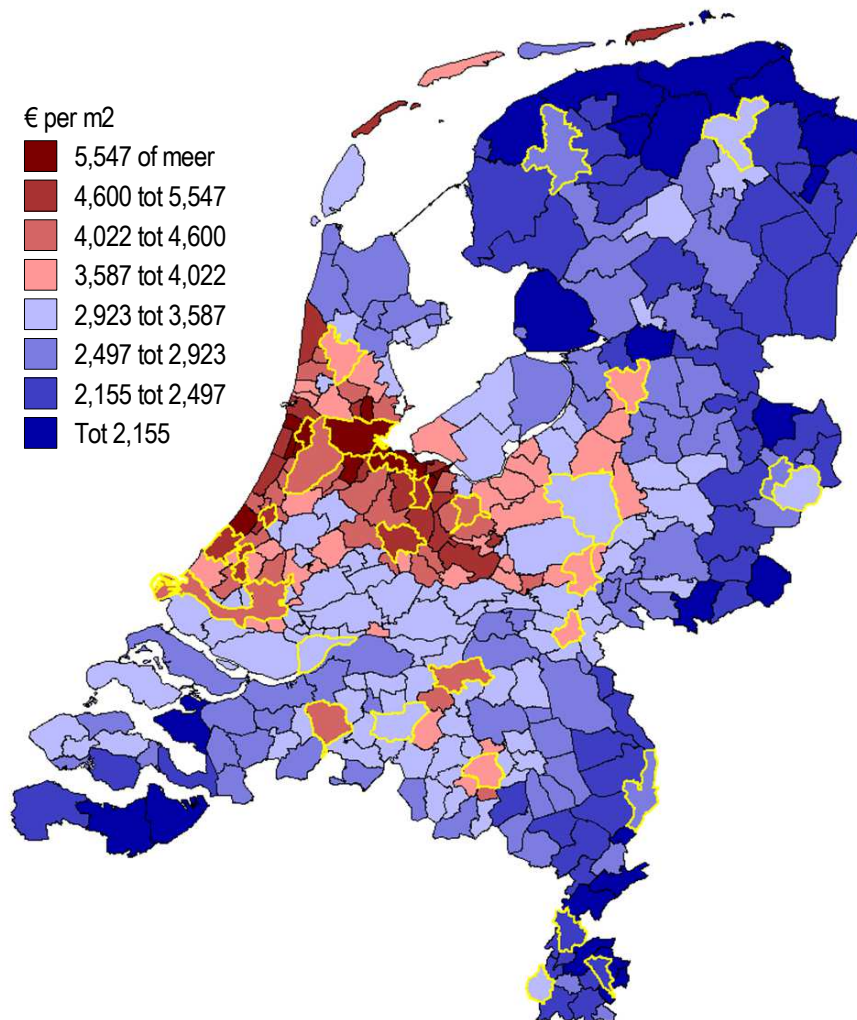 € per m2
5,547 of meer
4,600 tot 5,547
4,022 tot 4,600
3,587 tot 4,022
2,923 tot 3,587
2,497 tot 2,923
2,155 tot 2,497
Tot 2,155